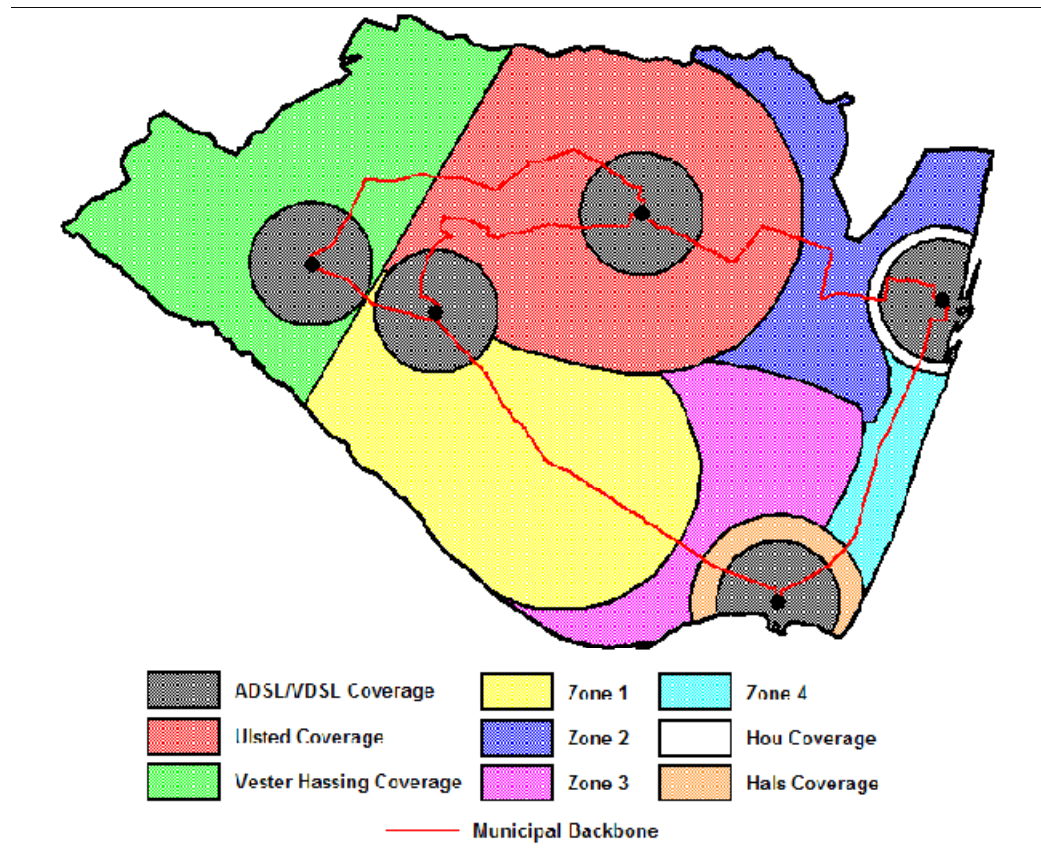 ADSL/VDSL Coverage
Zone 1
Zone 4
Ulsted Coverage
Zone 2
Hou Coverage
Vester Hassing Coverage
Zone 3
Hals Coverage
Municipal Backbone